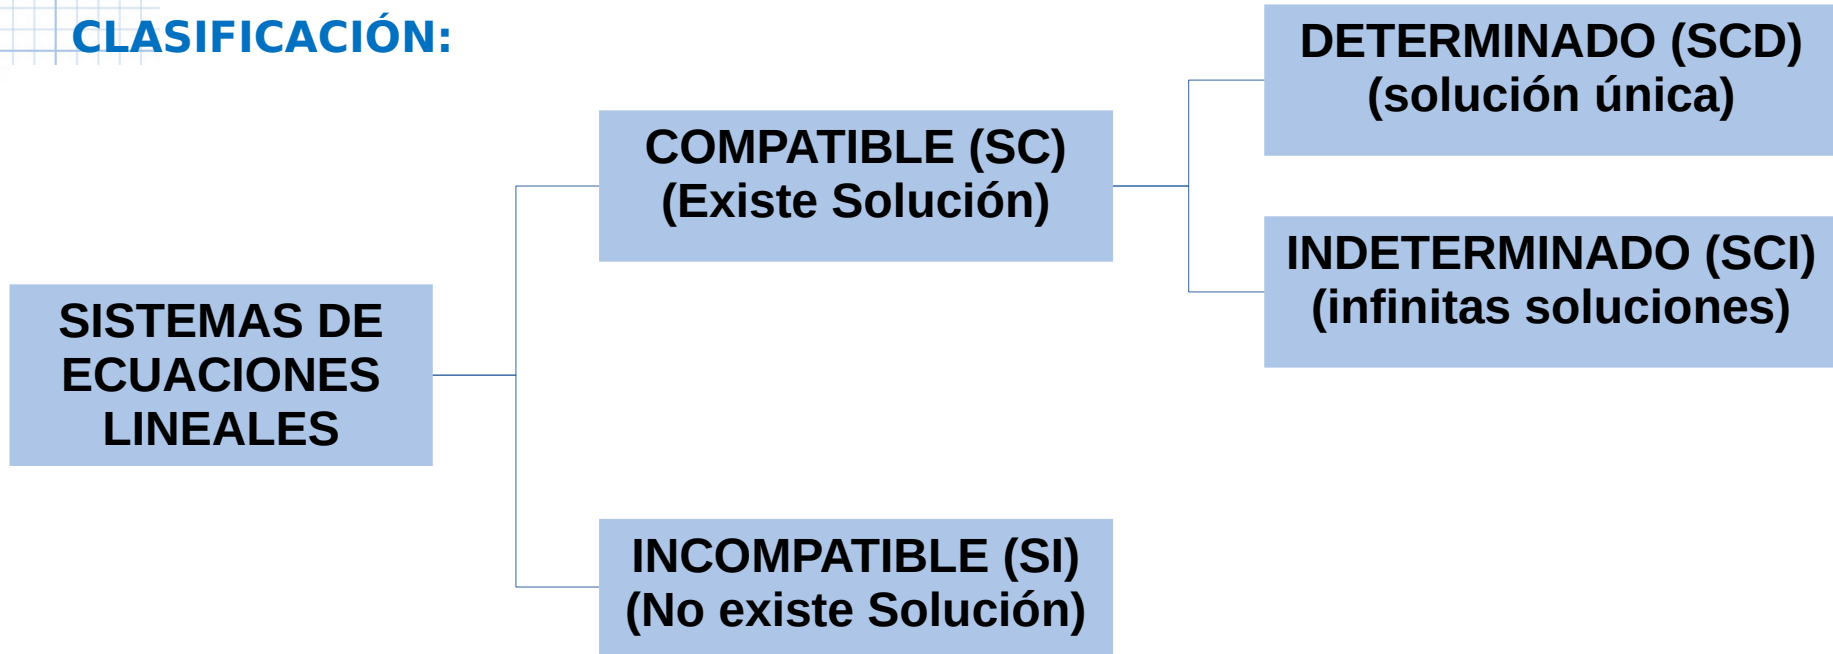 CLASIFICACIÓN:
DETERMINADO (SCD)
(solución única)
COMPATIBLE (SC)
(Existe Solución)
INDETERMINADO (SCI)
(infinitas soluciones)
SISTEMAS DE
ECUACIONES
LINEALES
INCOMPATIBLE (SI)
(No existe Solución)